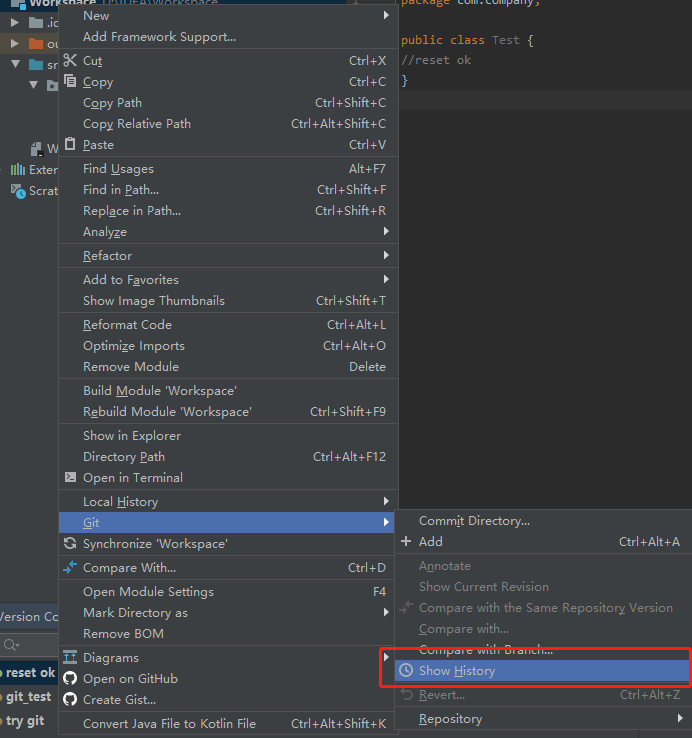 Workspace D:\IDEA\Workspace
package com.company;
New
.ic
Add Framework Support...
ou
public class Test {
Cut Ctrl+X
sr
//reset ok
Copy Ctrl+C
}
Copy Path Ctrl+Shift+C
Copy Relative Path Ctrl+Alt+Shift+C
Paste Ctrl+V
W
Find Usages Alt+F7
Exter
Find in Path... Ctrl+Shift+F
Scrat
Replace in Path... Ctrl+Shift+R
Analyze
Refactor
Add to Favorites
Show Image Thumbnails Ctrl+Shift+T
Reformat Code Ctrl+Alt+L
Optimize Imports Ctrl+Alt+O
Remove Module Delete
Build Module 'Workspace'
Rebuild Module 'Workspace' Ctrl+Shift+F9
Show in Explorer
Directory Path Ctrl+Alt+F12
Open in Terminal
Local History
Git
Synchronize 'Workspace'
Compare With... Ctrl+D
Open Module Settings F4
Mark Directory as
Remove BOM
Diagrams
Open on GitHub
Create Gist...
Convert Java File to Kotlin File Ctrl+Alt+Shift+K
Commit Directory...
Add Ctrl+Alt+A
Annotate
Show Current Revision
Compare with the Same Repository Version
Compare with...
Compare with Branch...
Show History
Revert... Ctrl+Alt+Z
Repository
Version Co
reset ok
git_test
try git